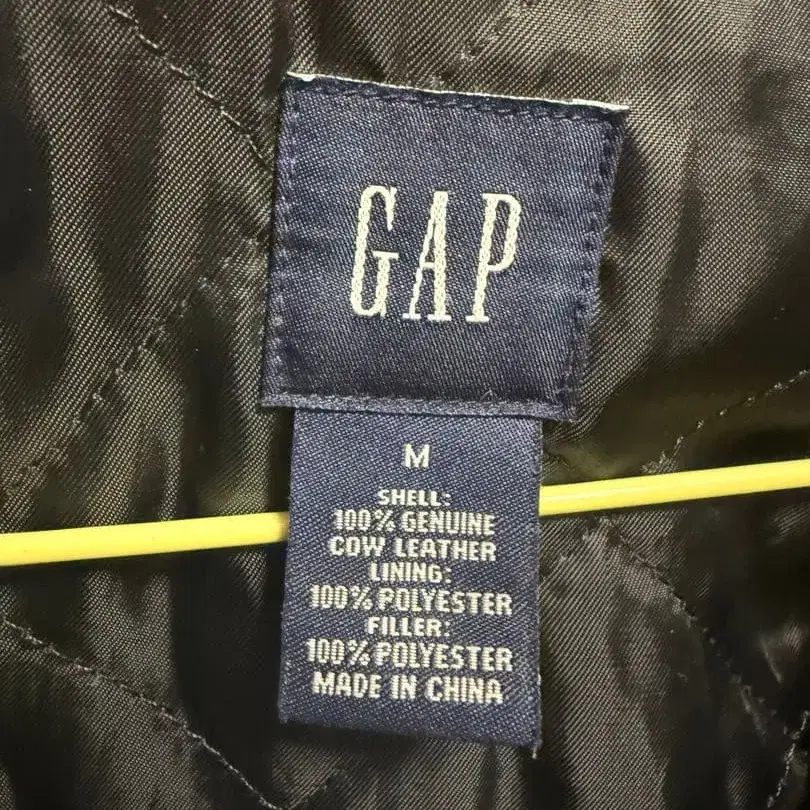 GAP
M
SHELL:
100% GENUINE
COW LEATHER
LINING:
100% POLYESTER
FILLER:
100% POLYESTER
MADE IN CHINA